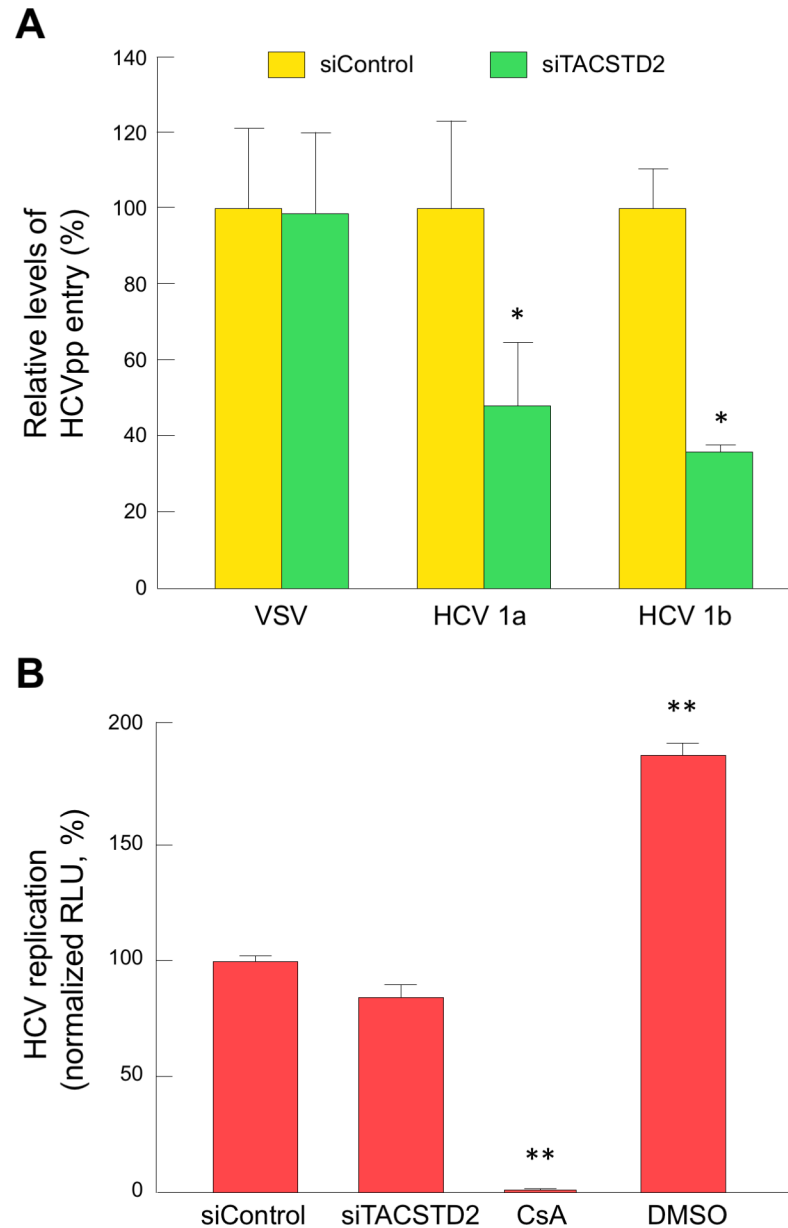 A
140
120
100
80
60
40
20
0
Relative levels of
HCVpp entry (%)
siControl
siTACSTD2
*
*
VSV
HCV 1a
HCV 1b
B
200
150
100
50
0
HCV replication
(normalized RLU, %)
**
**
siControl
siTACSTD2
CsA
DMSO